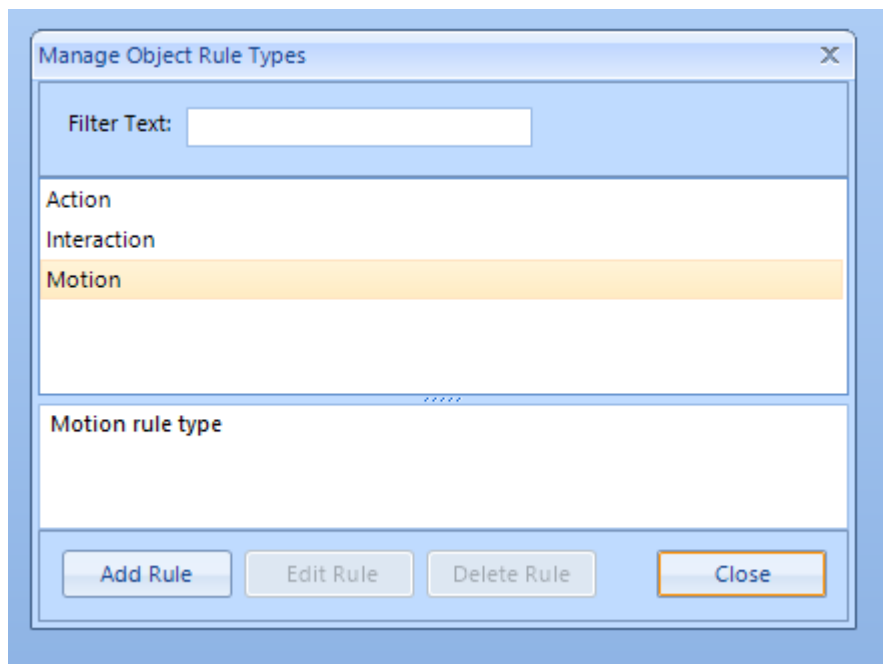 Manage Object Rule Types
Filter Text:
Action
Interaction
Motion
Motion rule type
Add Rule Edit Rule Delete Rule Close